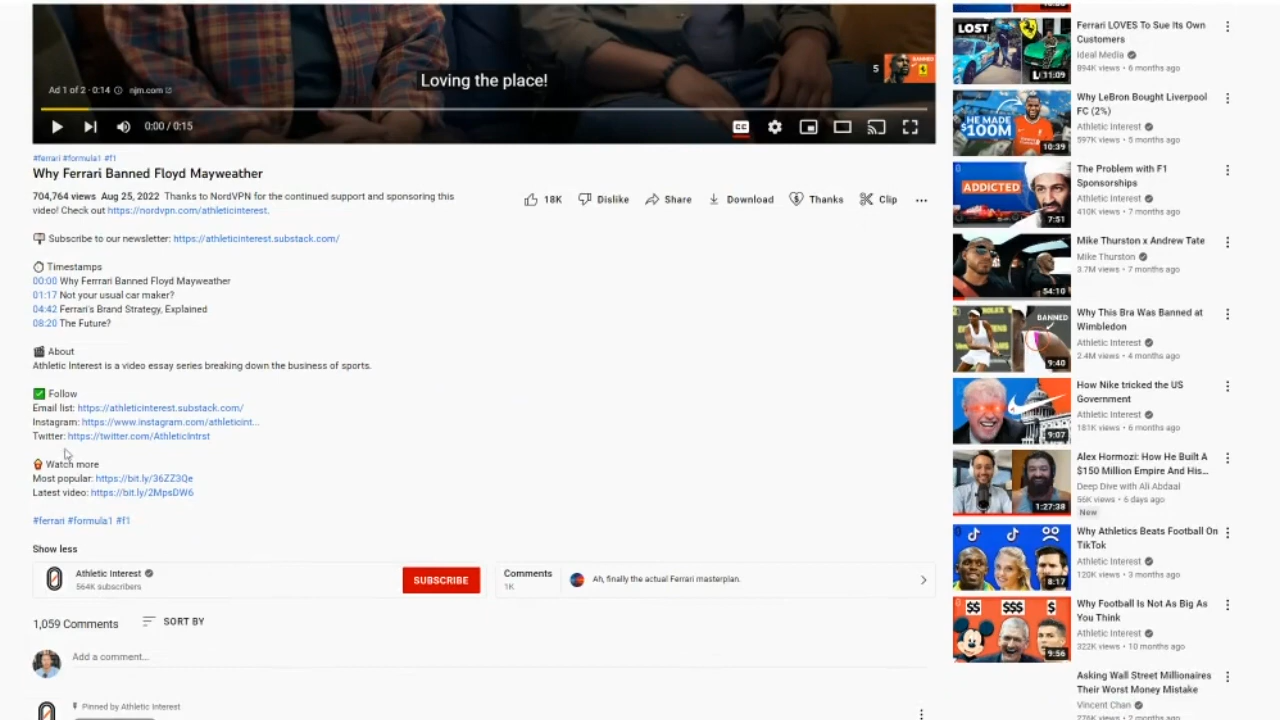 Loving the place!
5
Ad 1 of 2 · 0:14 njm.com
0:00 / 0:15
#ferrari #formula1 #f1
Why Ferrari Banned Floyd Mayweather
704,764 views Aug 25, 2022 Thanks to NordVPN for the continued support and sponsoring this
video! Check out https://nordvpn.com/athleticinterest.
18K Dislike Share Download Thanks Clip
Subscribe to our newsletter: https://athleticinterest.substack.com/
Timestamps
00:00 Why Ferrrari Banned Floyd Mayweather
01:17 Not your usual car maker?
04:42 Ferrari's Brand Strategy, Explained
08:20 The Future?
About
Athletic Interest is a video essay series breaking down the business of sports.
Follow
Email list: https://athleticinterest.substack.com/
Instagram: https://www.instagram.com/athleticint...
Twitter: https://twitter.com/AthleticIntrst
Watch more
Most popular: https://bit.ly/36ZZ3Qe
Latest video: https://bit.ly/2MpsDW6
#ferrari #formula1 #f1
Show less
Athletic Interest
564K subscribers
SUBSCRIBE
Comments
1K
Ah, finally the actual Ferrari masterplan.
1,059 Comments
SORT BY
Add a comment...
Pinned by Athletic Interest
LOST
11:09
Ferrari LOVES To Sue Its Own
Customers
Ideal Media
894K views • 6 months ago
HE MADE
$100M
10:39
Why LeBron Bought Liverpool
FC (2%)
Athletic Interest
597K views • 5 months ago
ADDICTED
7:51
The Problem with F1
Sponsorships
Athletic Interest
410K views • 7 months ago
54:10
Mike Thurston x Andrew Tate
Mike Thurston
3.7M views • 7 months ago
BANNED
9:40
Why This Bra Was Banned at
Wimbledon
Athletic Interest
2.4M views • 4 months ago
9:07
How Nike tricked the US
Government
Athletic Interest
181K views • 6 months ago
1:27:38
Alex Hormozi: How He Built A
$150 Million Empire And His...
Deep Dive with Ali Abdaal
56K views • 6 days ago
New
8:17
Why Athletics Beats Football On
TikTok
Athletic Interest
120K views • 3 months ago
$$ $$$ $
9:56
Why Football Is Not As Big As
You Think
Athletic Interest
322K views • 10 months ago
Asking Wall Street Millionaires
Their Worst Money Mistake
Vincent Chan
276K views • 2 months ago